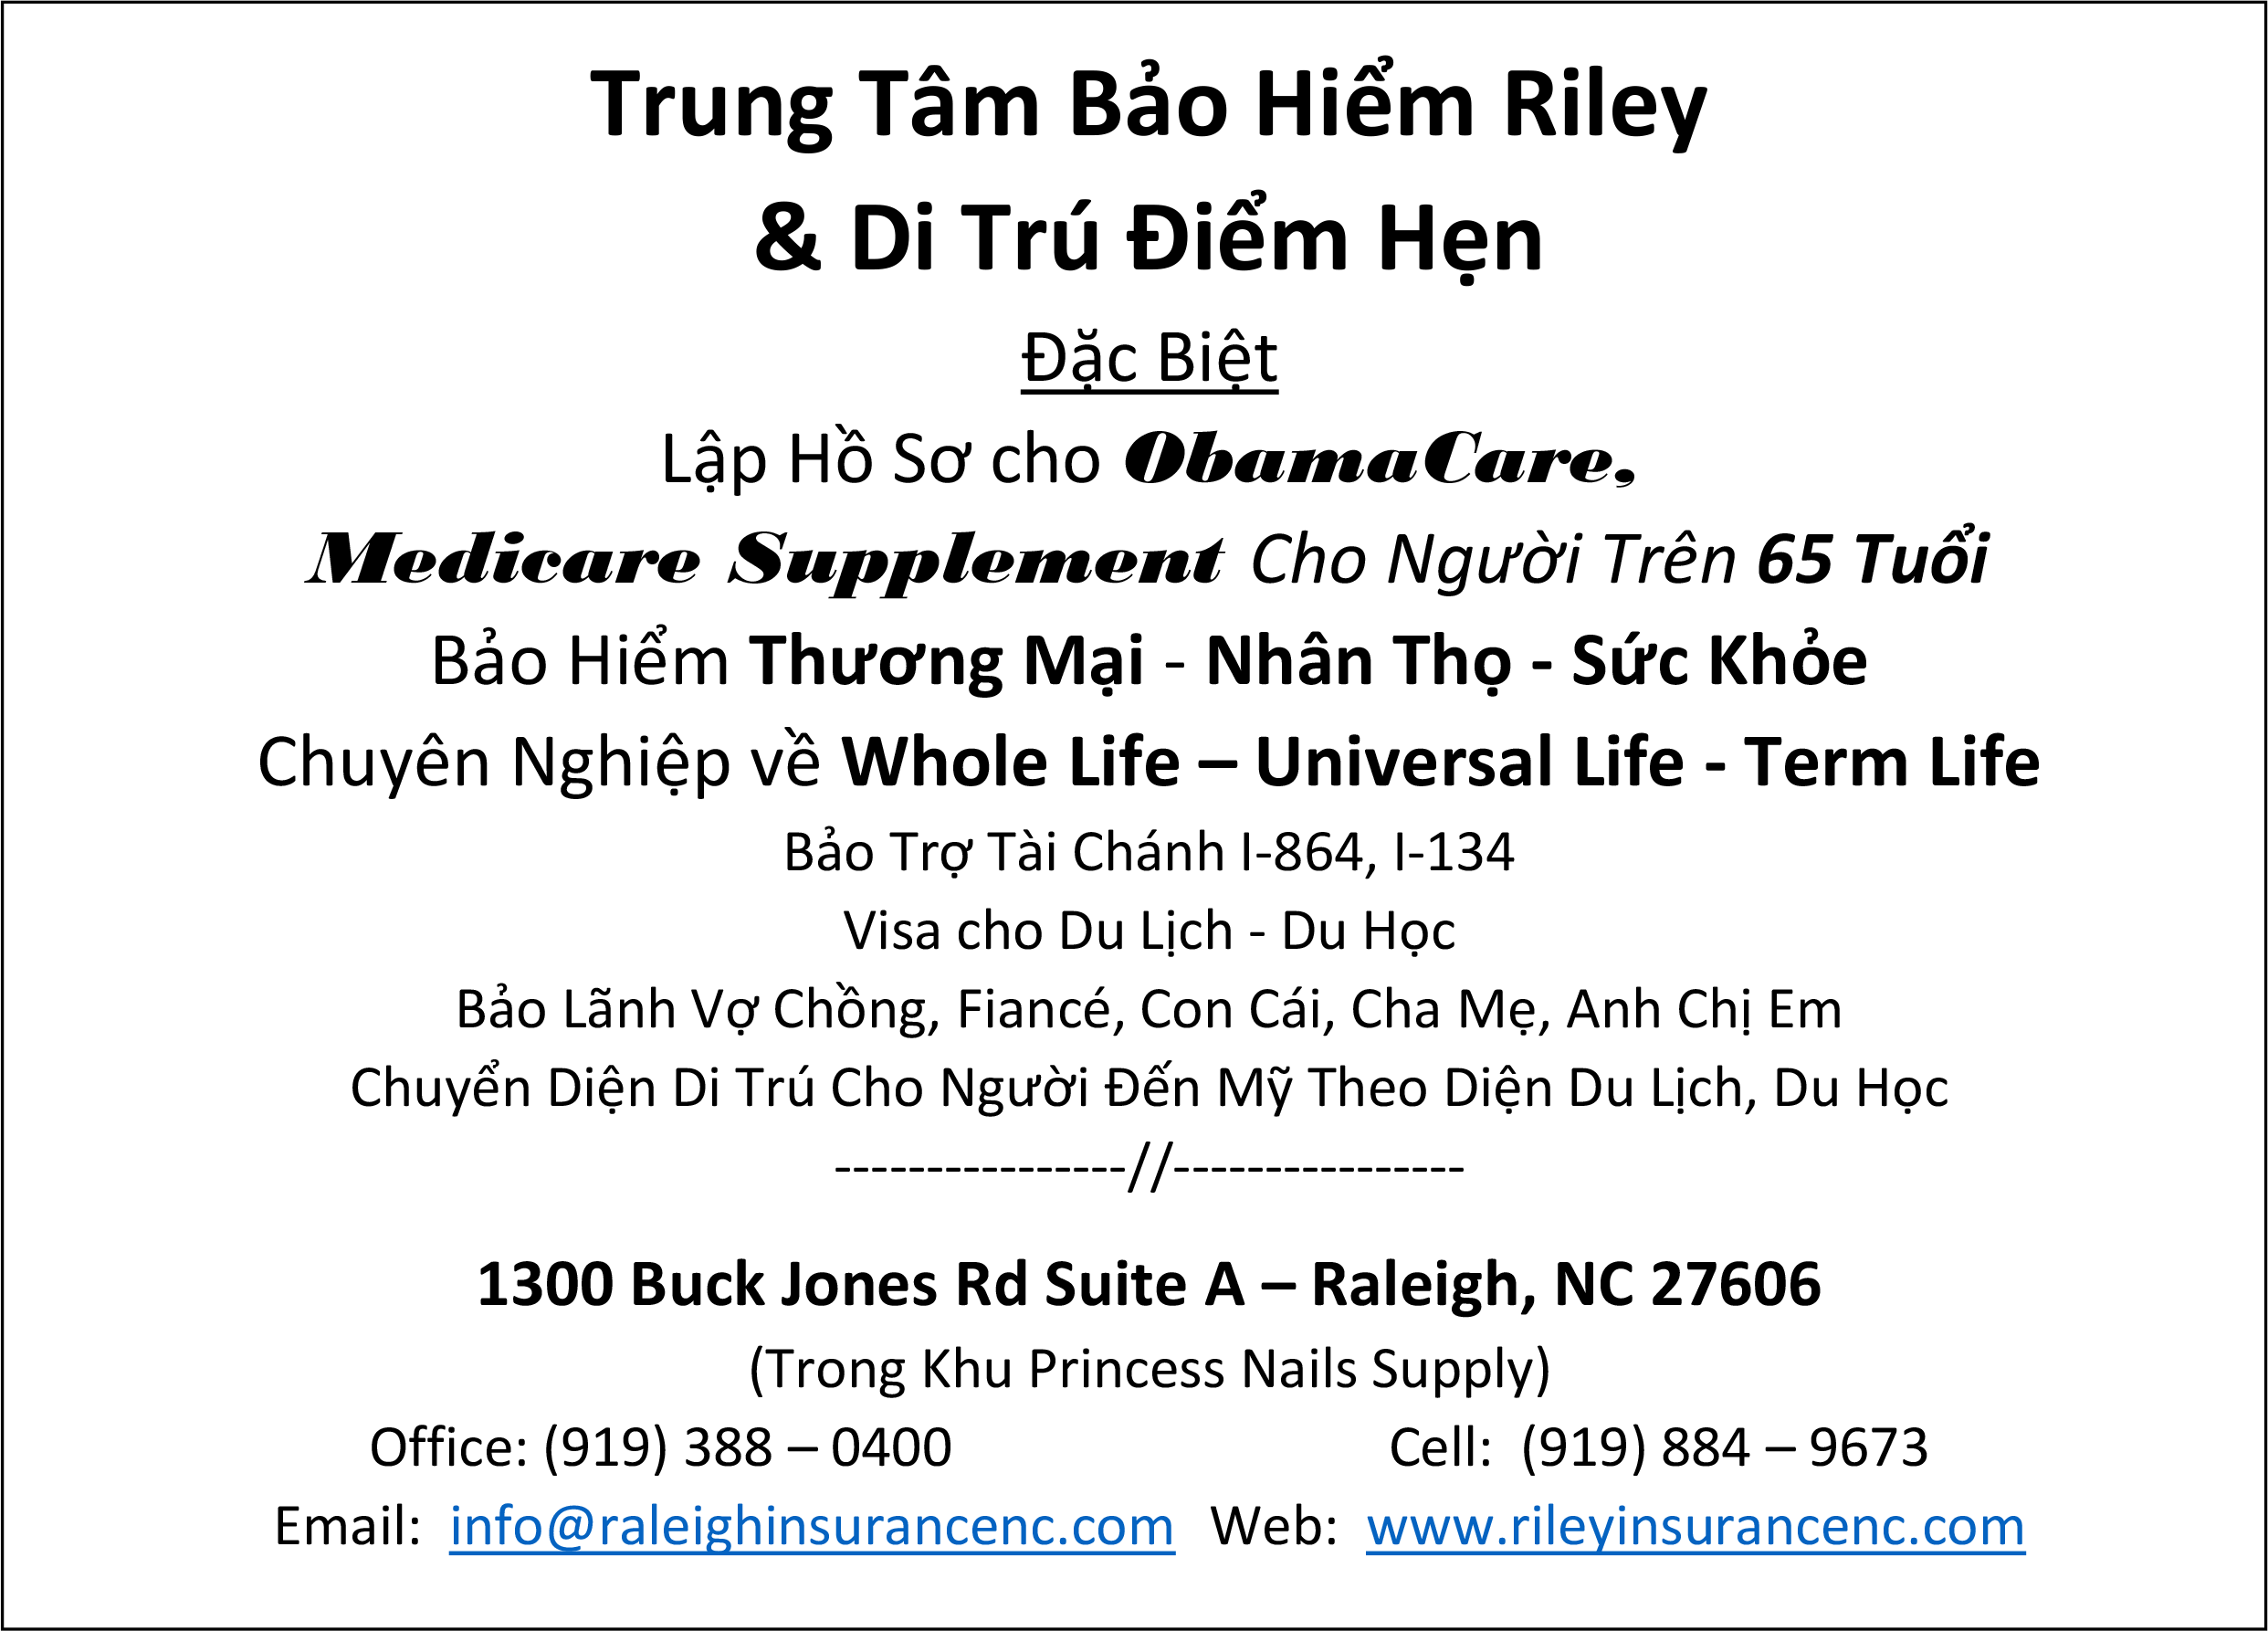 Trung Tâm Bảo Hiểm Riley
& Di Trú Điểm Hẹn
Đặc Biệt
Lập Hồ Sơ cho ObamaCare,
Medicare Supplement Cho Người Trên 65 Tuổi
Bảo Hiểm Thương Mại - Nhân Thọ - Sức Khỏe
Chuyên Nghiệp về Whole Life – Universal Life - Term Life
Bảo Trợ Tài Chánh I-864, I-134
Visa cho Du Lịch - Du Học
Bảo Lãnh Vợ Chồng, Fiancé, Con Cái, Cha Mẹ, Anh Chị Em
Chuyển Diện Di Trú Cho Người Đến Mỹ Theo Diện Du Lịch, Du Học
----------------//----------------
1300 Buck Jones Rd Suite A – Raleigh, NC 27606
(Trong Khu Princess Nails Supply)
Office: (919) 388 – 0400 Cell: (919) 884 – 9673
Email: info@raleighinsurancenc.com Web: www.rileyinsurancenc.com